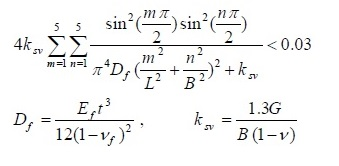 4k_{sv} \sum_{m=1}^{5} \sum_{n=1}^{5} \frac{\sin^2(\frac{m\pi}{2}) \sin^2(\frac{n\pi}{2})}{\pi^4 D_f (\frac{m^2}{L^2} + \frac{n^2}{B^2})^2 + k_{sv}} < 0.03
D_f = \frac{E_f t^3}{12(1-\nu_f)^2} , k_{sv} = \frac{1.3G}{B(1-\nu)}